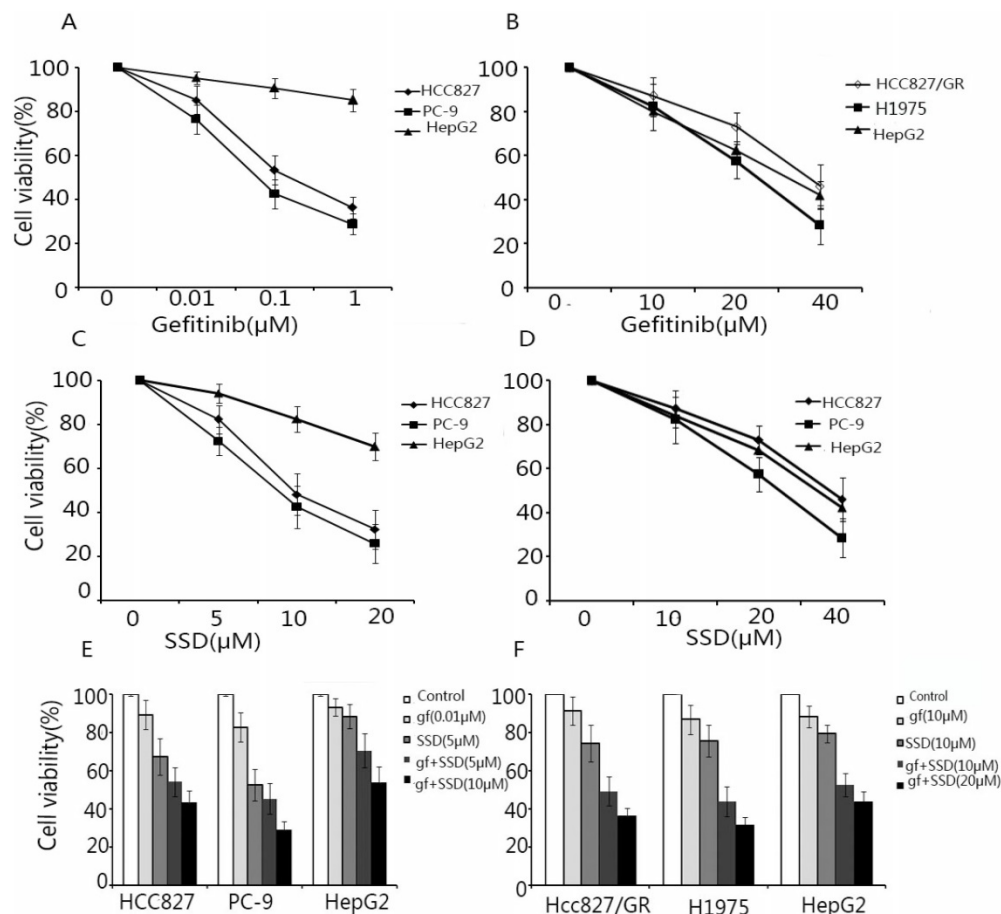 A
Cell viability(%)
100
80
60
40
20
0
0 0.01 0.1 1
Gefitinib(μM)
HCC827
PC-9
HepG2
B
100
80
60
40
20
0
0 10 20 40
Gefitinib(μM)
HCC827/GR
H1975
HepG2
C
Cell viability(%)
100
80
60
40
20
0
0 5 10 20
SSD(μM)
HCC827
PC-9
HepG2
D
100
80
60
40
20
0
0 10 20 40
SSD(μM)
HCC827
PC-9
HepG2
E
Cell viability(%)
100
80
60
40
20
0
HCC827 PC-9 HepG2
Control
gf(0.01μM)
SSD(5μM)
gf+SSD(5μM)
gf+SSD(10μM)
F
Cell viability(%)
100
80
60
40
20
0
Hcc827/GR H1975 HepG2
Control
gf(10μM)
SSD(10μM)
gf+SSD(10μM)
gf+SSD(20μM)